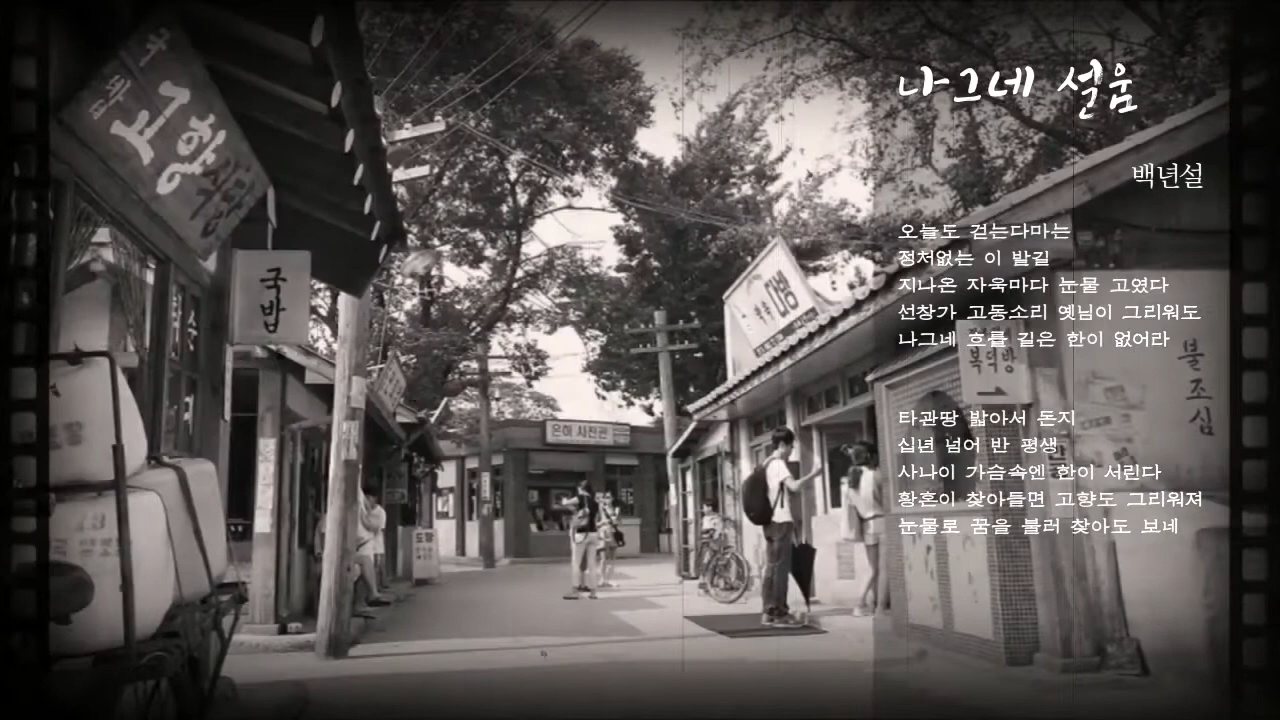 나그네 설움
백년설
오늘도 걷는다마는
정처없는 이 발길
지나온 자욱마다 눈물 고였다
선창가 고동소리 옛님이 그리워도
나그네 흐를 길은 한이 없어라
타관땅 밟아서 돈지
십년 넘어 반 평생
사나이 가슴속엔 한이 서린다
황혼이 찾아들면 고향도 그리워져
눈물로 꿈을 불러 찾아도 보네
고향식당
국밥
은하 사진관
약속 다방
복덕방
불조심